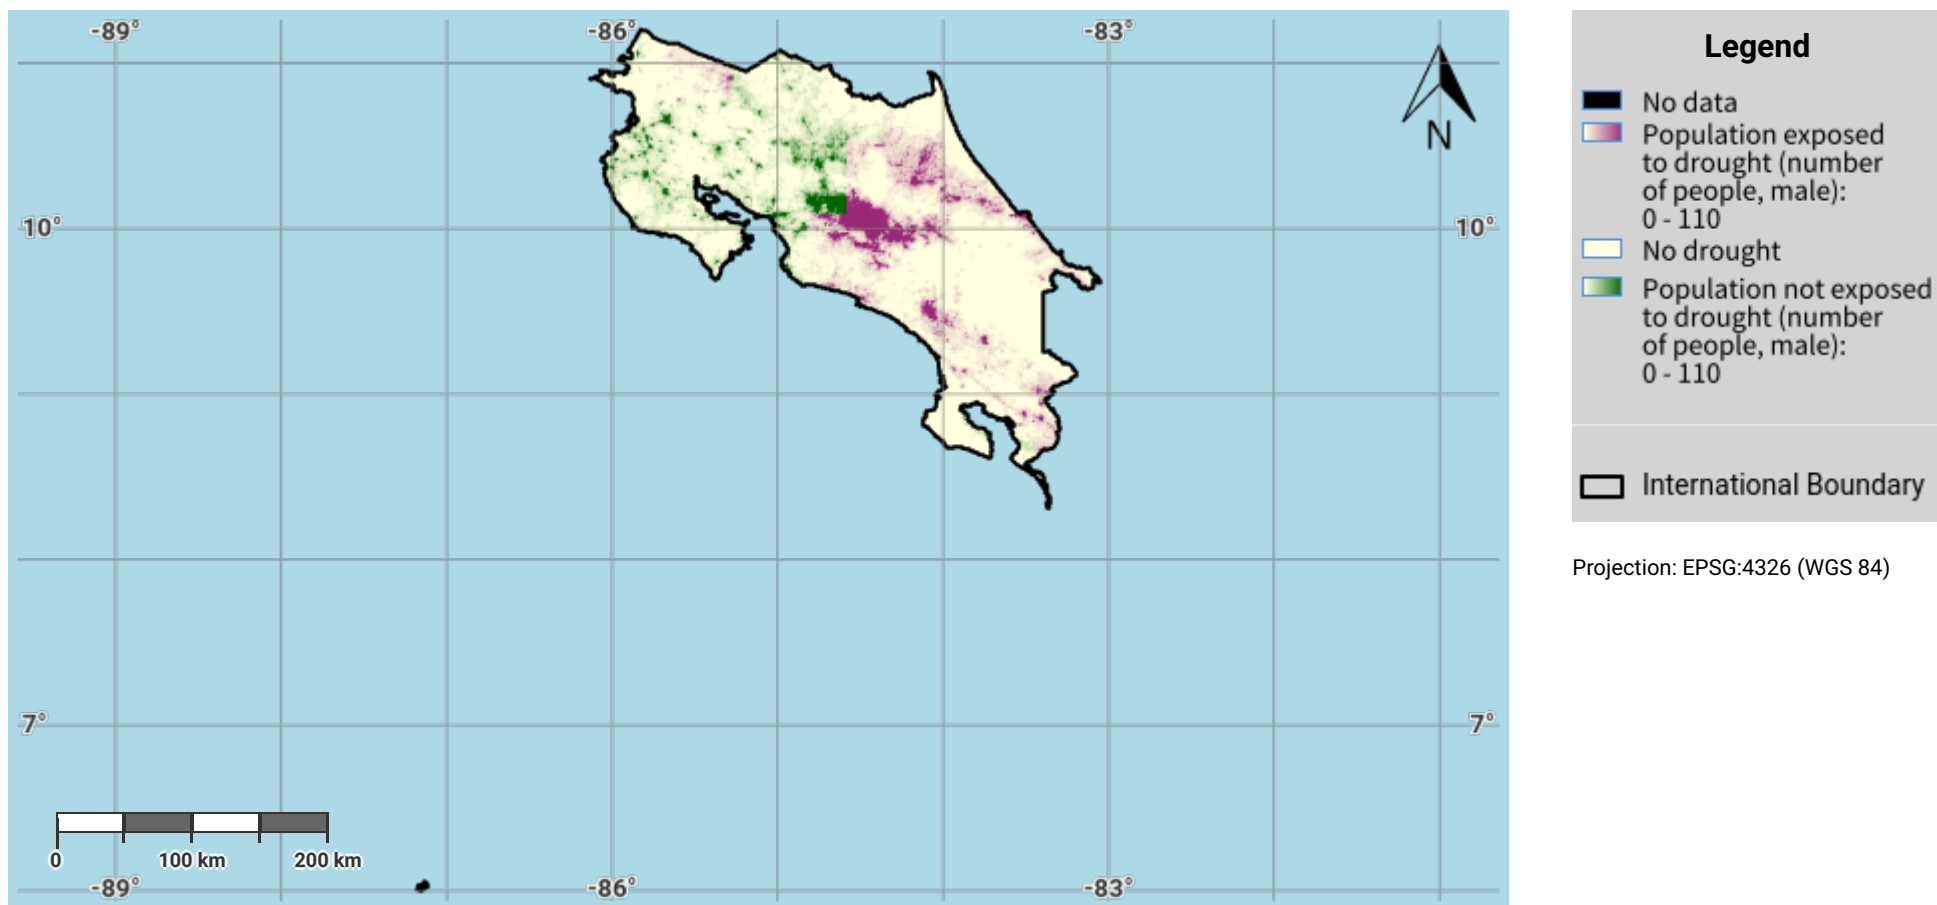 -89°
-86°
-83°
N
10°
10°
7°
7°
0
100 km
200 km
-89°
-86°
-83°
Legend
No data
Population exposed
to drought (number
of people, male):
0 - 110
No drought
Population not exposed
to drought (number
of people, male):
0 - 110
International Boundary
Projection: EPSG:4326 (WGS 84)